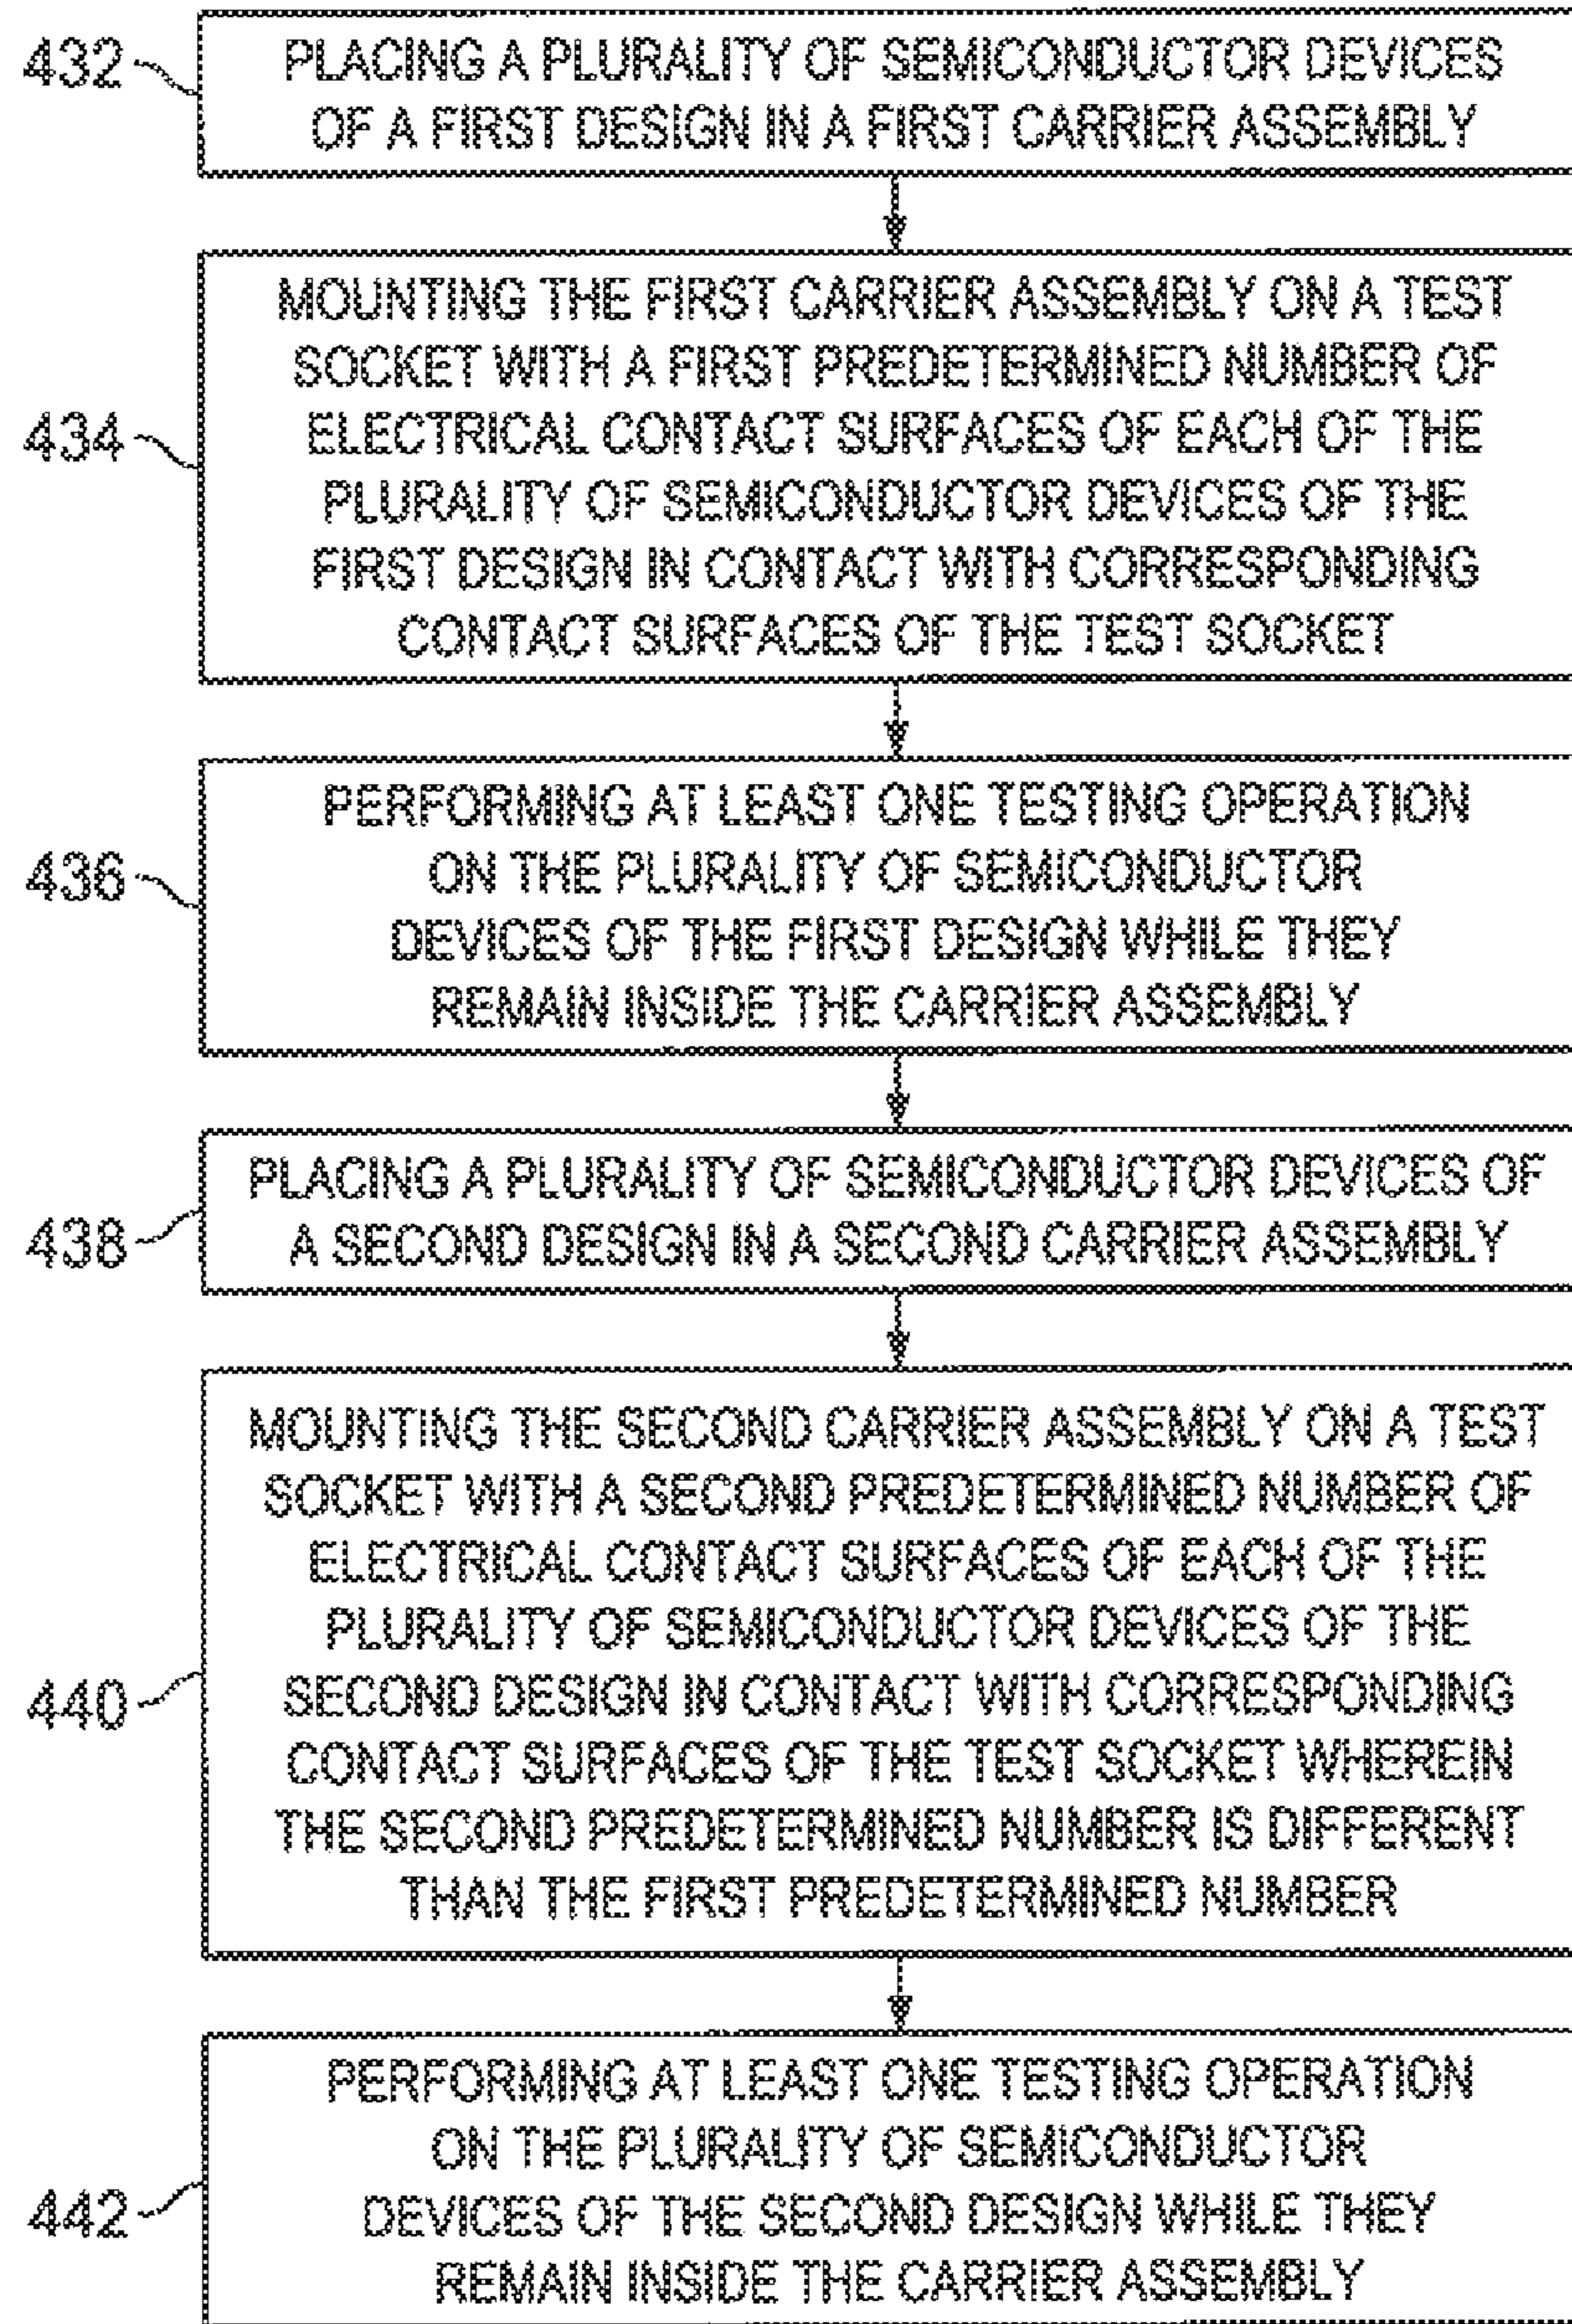 432
PLACING A PLURALITY OF SEMICONDUCTOR DEVICES
OF A FIRST DESIGN IN A FIRST CARRIER ASSEMBLY
434
MOUNTING THE FIRST CARRIER ASSEMBLY ON A TEST
SOCKET WITH A FIRST PREDETERMINED NUMBER OF
ELECTRICAL CONTACT SURFACES OF EACH OF THE
PLURALITY OF SEMICONDUCTOR DEVICES OF THE
FIRST DESIGN IN CONTACT WITH CORRESPONDING
CONTACT SURFACES OF THE TEST SOCKET
436
PERFORMING AT LEAST ONE TESTING OPERATION
ON THE PLURALITY OF SEMICONDUCTOR
DEVICES OF THE FIRST DESIGN WHILE THEY
REMAIN INSIDE THE CARRIER ASSEMBLY
438
PLACING A PLURALITY OF SEMICONDUCTOR DEVICES OF
A SECOND DESIGN IN A SECOND CARRIER ASSEMBLY
440
MOUNTING THE SECOND CARRIER ASSEMBLY ON A TEST
SOCKET WITH A SECOND PREDETERMINED NUMBER OF
ELECTRICAL CONTACT SURFACES OF EACH OF THE
PLURALITY OF SEMICONDUCTOR DEVICES OF THE
SECOND DESIGN IN CONTACT WITH CORRESPONDING
CONTACT SURFACES OF THE TEST SOCKET WHEREIN
THE SECOND PREDETERMINED NUMBER IS DIFFERENT
THAN THE FIRST PREDETERMINED NUMBER
442
PERFORMING AT LEAST ONE TESTING OPERATION
ON THE PLURALITY OF SEMICONDUCTOR
DEVICES OF THE SECOND DESIGN WHILE THEY
REMAIN INSIDE THE CARRIER ASSEMBLY